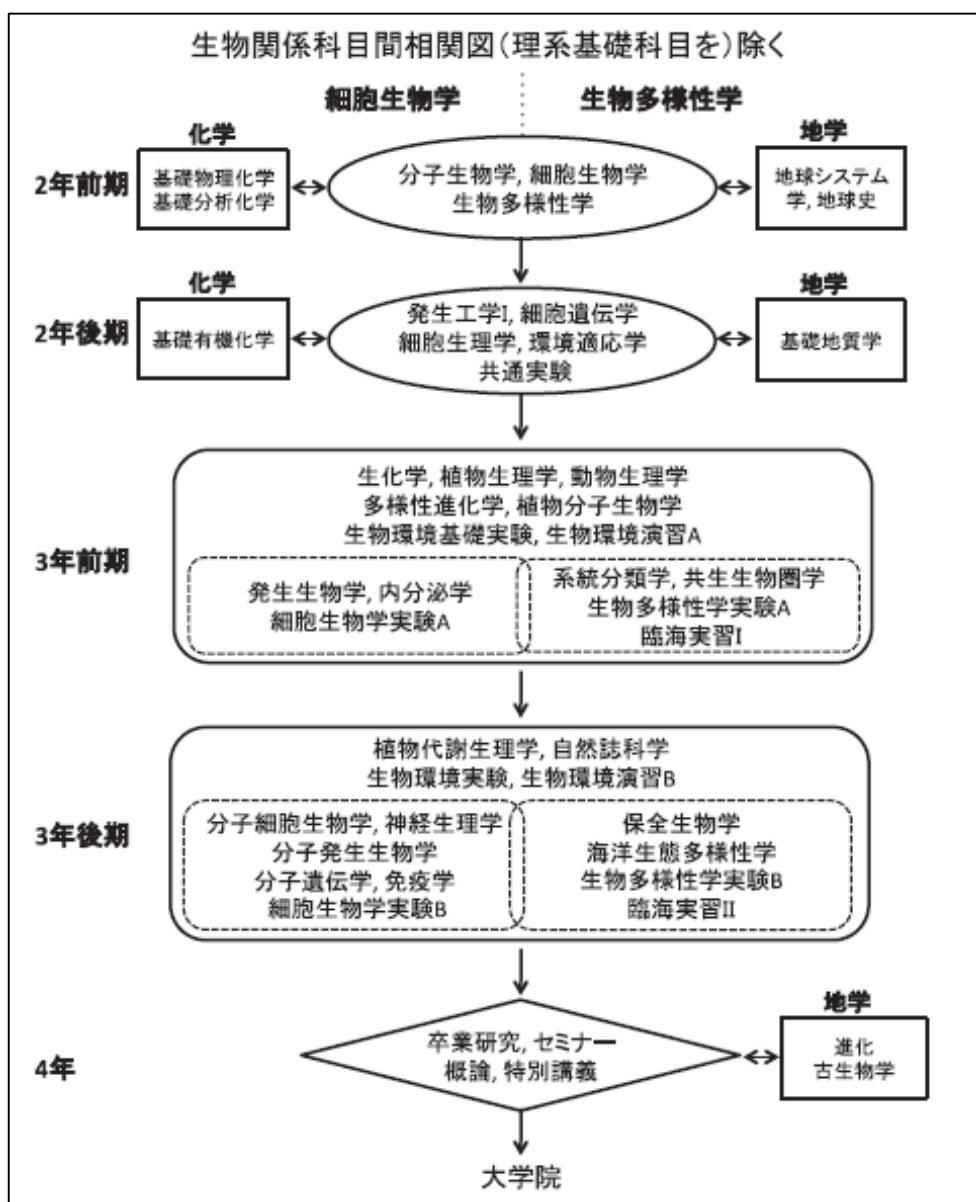 生物関係科目間相関図(理系基礎科目を)除く
細胞生物学
生物多様性学
2年前期
化学
基礎物理化学
基礎分析化学
分子生物学, 細胞生物学
生物多様性学
地学
地球システム
学, 地球史
2年後期
化学
基礎有機化学
発生工学I, 細胞遺伝学
細胞生理学, 環境適応学
共通実験
地学
基礎地質学
3年前期
生化学, 植物生理学, 動物生理学
多様性進化学, 植物分子生物学
生物環境基礎実験, 生物環境演習A
発生生物学, 内分泌学
細胞生物学実験A
系統分類学, 共生生物圏学
生物多様性学実験A
臨海実習I
3年後期
植物代謝生理学, 自然誌科学
生物環境実験, 生物環境演習B
分子細胞生物学, 神経生理学
分子発生生物学
分子遺伝学, 免疫学
細胞生物学実験B
保全生物学
海洋生態多様性学
生物多様性学実験B
臨海実習II
4年
卒業研究, セミナー
概論, 特別講義
地学
進化
古生物学
大学院